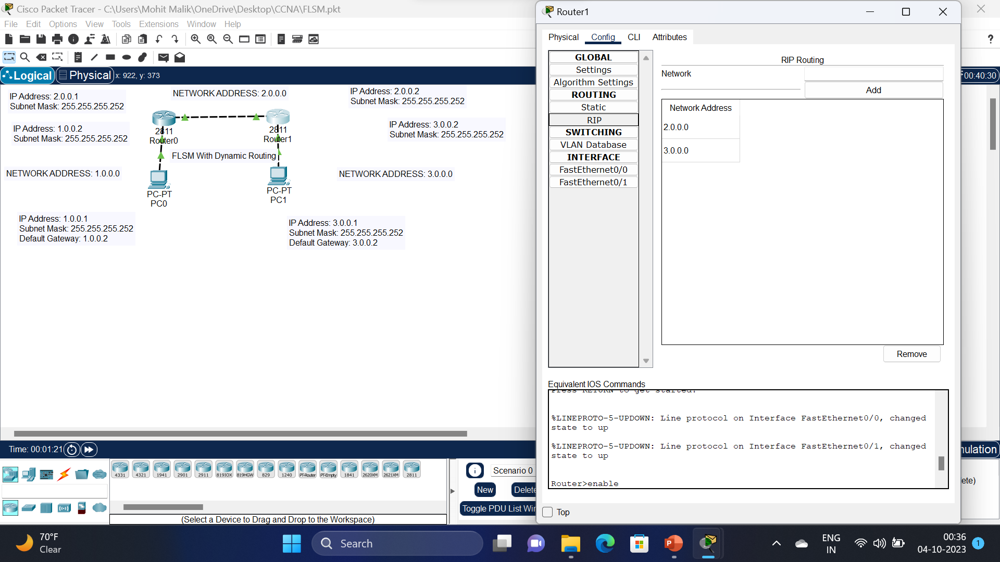 Cisco Packet Tracer - C:\Users\Mohit Malik\OneDrive\Desktop\CCNA\FLSM.pkt
File Edit Options View Tools Extensions Window Help
Logical Physical x: 922, y: 373
00:40:30
IP Address: 2.0.0.1
Subnet Mask: 255.255.255.252
NETWORK ADDRESS: 2.0.0.0
IP Address: 2.0.0.2
Subnet Mask: 255.255.255.252
IP Address: 1.0.0.2
Subnet Mask: 255.255.255.252
2811
Router0
2811
Router1
IP Address: 3.0.0.2
Subnet Mask: 255.255.255.252
FLSM With Dynamic Routing
NETWORK ADDRESS: 1.0.0.0
NETWORK ADDRESS: 3.0.0.0
PC-PT
PC0
PC-PT
PC1
IP Address: 1.0.0.1
Subnet Mask: 255.255.255.252
Default Gateway: 1.0.0.2
IP Address: 3.0.0.1
Subnet Mask: 255.255.255.252
Default Gateway: 3.0.0.2
Time: 00:01:21
4331 4321 1941 2901 2911 819IOX 819HGW 829 1240 PT-Router PT-Empty 1841 2620XM 2621XM 2811
(Select a Device to Drag and Drop to the Workspace)
Scenario 0
New Delete
Toggle PDU List Win
nulation
lete)
Router1
Physical Config CLI Attributes
GLOBAL
Settings
Algorithm Settings
ROUTING
Static
RIP
SWITCHING
VLAN Database
INTERFACE
FastEthernet0/0
FastEthernet0/1
RIP Routing
Network
Add
Network Address
2.0.0.0
3.0.0.0
Remove
Equivalent IOS Commands
Press RETURN to get started!
%LINEPROTO-5-UPDOWN: Line protocol on Interface FastEthernet0/0, changed
state to up
%LINEPROTO-5-UPDOWN: Line protocol on Interface FastEthernet0/1, changed
state to up
Router>enable
Top
70°F
Clear
Search
ENG
IN
00:36
04-10-2023
1